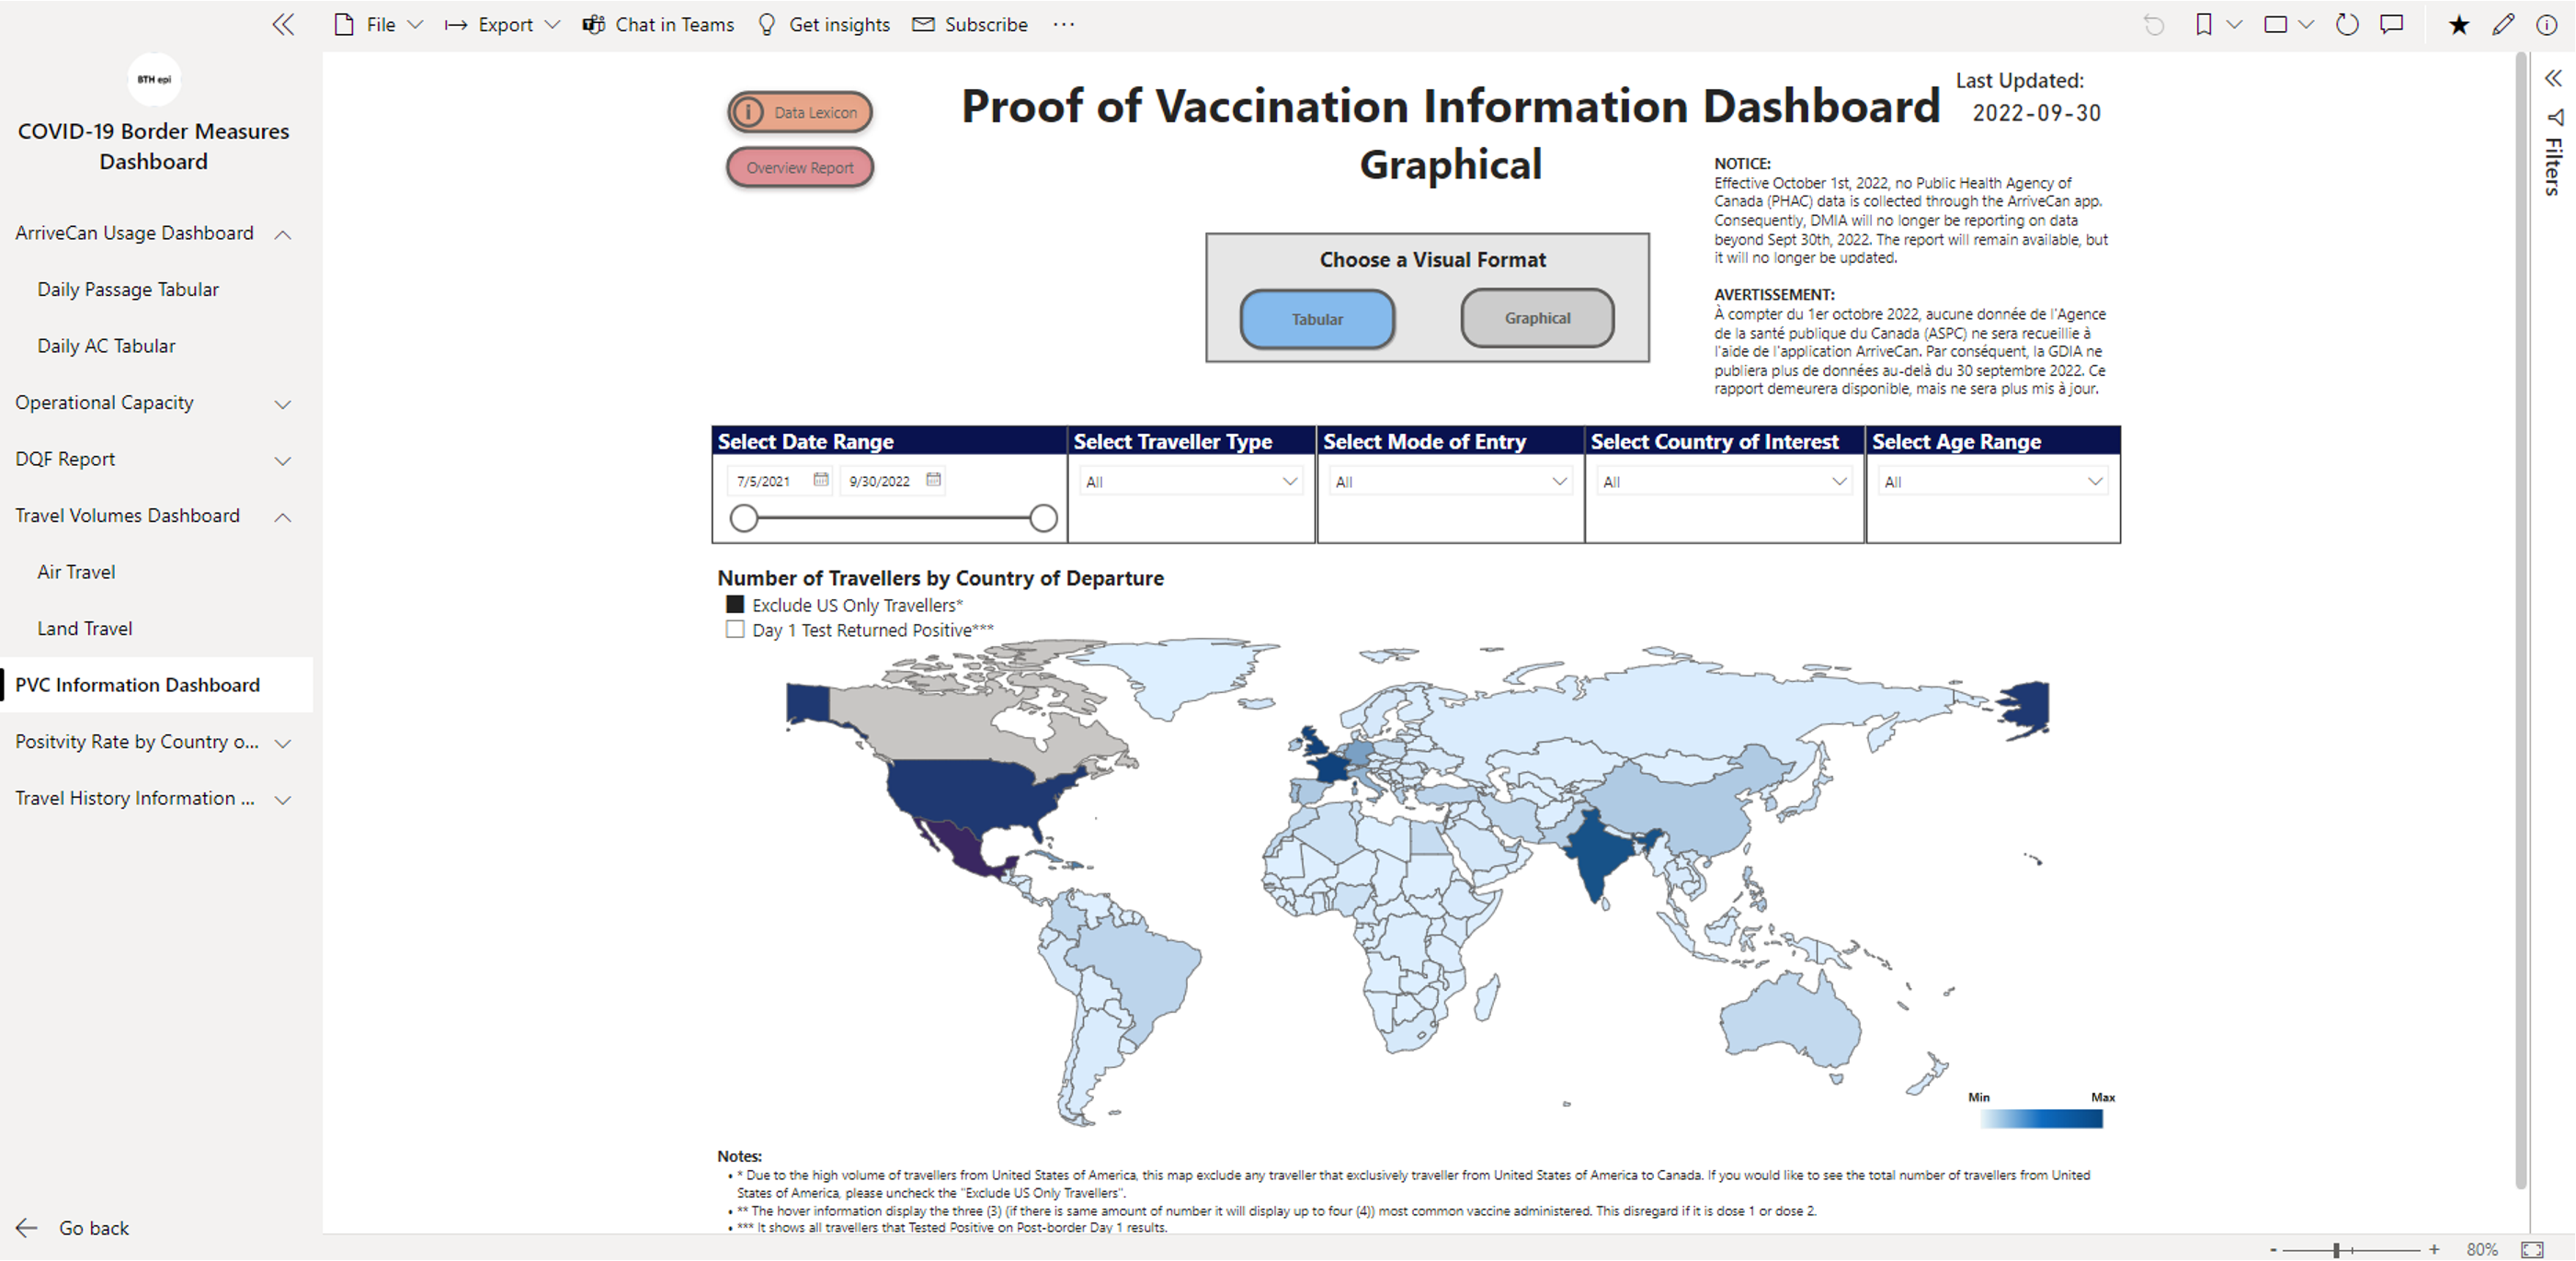 File
Export
Chat in Teams
Get insights
Subscribe
...
BTH epi
COVID-19 Border Measures
Dashboard
ArriveCan Usage Dashboard
Daily Passage Tabular
Daily AC Tabular
Operational Capacity
DQF Report
Travel Volumes Dashboard
Air Travel
Land Travel
PVC Information Dashboard
Positvity Rate by Country o...
Travel History Information ...
Go back
Data Lexicon
Overview Report
Proof of Vaccination Information Dashboard
Graphical
Last Updated:
2022-09-30
NOTICE:
Effective October 1st, 2022, no Public Health Agency of
Canada (PHAC) data is collected through the ArriveCan app.
Consequently, DMIA will no longer be reporting on data
beyond Sept 30th, 2022. The report will remain available, but
it will no longer be updated.
AVERTISSEMENT:
À compter du 1er octobre 2022, aucune donnée de l'Agence
de la santé publique du Canada (ASPC) ne sera recueillie à
l'aide de l'application ArriveCan. Par conséquent, la GDIA ne
publiera plus de données au-delà du 30 septembre 2022. Ce
rapport demeurera disponible, mais ne sera plus mis à jour.
Choose a Visual Format
Tabular
Graphical
Select Date Range
7/5/2021
9/30/2022
Select Traveller Type
All
Select Mode of Entry
All
Select Country of Interest
All
Select Age Range
All
Number of Travellers by Country of Departure
Exclude US Only Travellers*
Day 1 Test Returned Positive***
Min
Max
Notes:
• * Due to the high volume of travellers from United States of America, this map exclude any traveller that exclusively traveller from United States of America to Canada. If you would like to see the total number of travellers from United
States of America, please uncheck the "Exclude US Only Travellers".
• ** The hover information display the three (3) (if there is same amount of number it will display up to four (4)) most common vaccine administered. This disregard if it is dose 1 or dose 2.
• *** It shows all travellers that Tested Positive on Post-border Day 1 results.
Filters
- + 80%